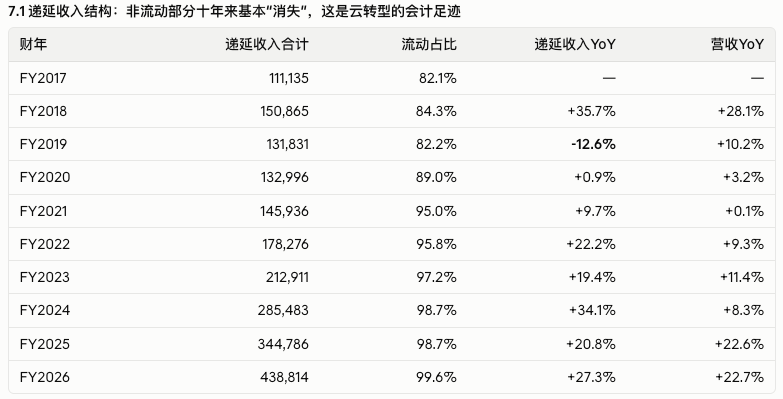 7.1 递延收入结构：非流动部分十年来基本"消失"，这是云转型的会计足迹
财年 递延收入合计 流动占比 递延收入YoY 营收YoY
FY2017 111,135 82.1% — —
FY2018 150,865 84.3% +35.7% +28.1%
FY2019 131,831 82.2% -12.6% +10.2%
FY2020 132,996 89.0% +0.9% +3.2%
FY2021 145,936 95.0% +9.7% +0.1%
FY2022 178,276 95.8% +22.2% +9.3%
FY2023 212,911 97.2% +19.4% +11.4%
FY2024 285,483 98.7% +34.1% +8.3%
FY2025 344,786 98.7% +20.8% +22.6%
FY2026 438,814 99.6% +27.3% +22.7%